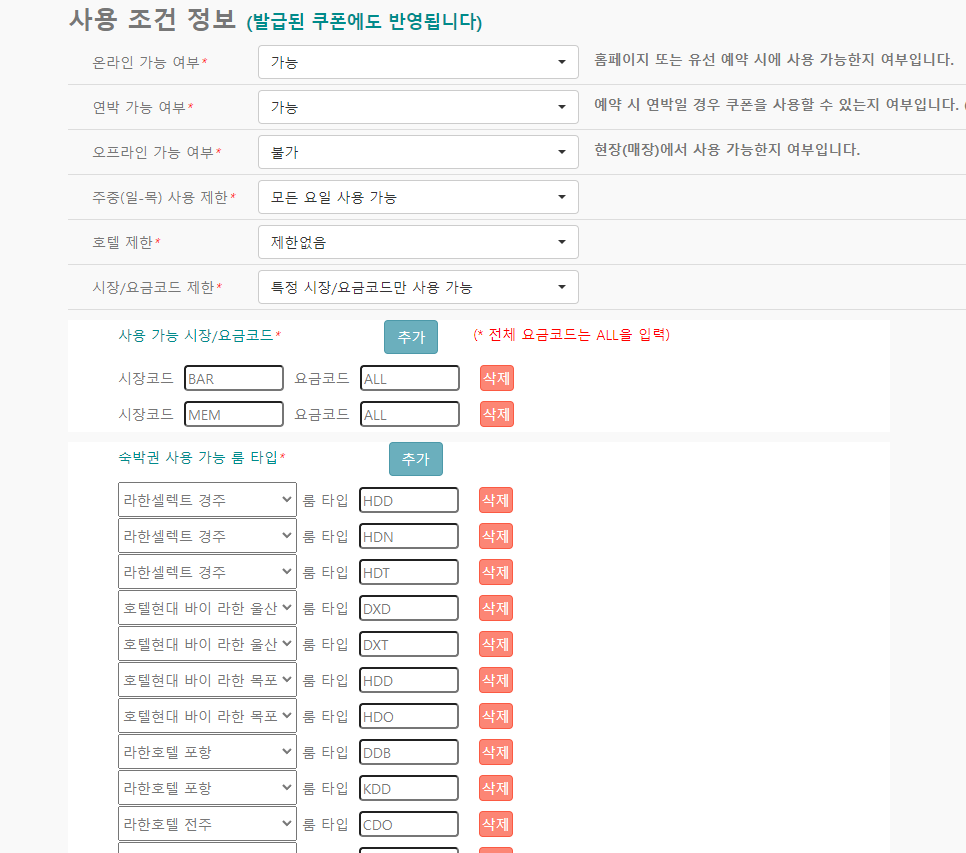 사용 조건 정보 (발급된 쿠폰에도 반영됩니다)
온라인 가능 여부* 가능 홈페이지 또는 유선 예약 시에 사용 가능한지 여부입니다.
연박 가능 여부* 가능 예약 시 연박일 경우 쿠폰을 사용할 수 있는지 여부입니다. (
오프라인 가능 여부* 불가 현장(매장)에서 사용 가능한지 여부입니다.
주중(일-목) 사용 제한* 모든 요일 사용 가능
호텔 제한* 제한없음
시장/요금코드 제한* 특정 시장/요금코드만 사용 가능
사용 가능 시장/요금코드* 추가 (* 전체 요금코드는 ALL을 입력)
시장코드 BAR 요금코드 ALL 삭제
시장코드 MEM 요금코드 ALL 삭제
숙박권 사용 가능 룸 타입* 추가
라한셀렉트 경주 룸 타입 HDD 삭제
라한셀렉트 경주 룸 타입 HDN 삭제
라한셀렉트 경주 룸 타입 HDT 삭제
호텔현대 바이 라한 울산 룸 타입 DXD 삭제
호텔현대 바이 라한 울산 룸 타입 DXT 삭제
호텔현대 바이 라한 목포 룸 타입 HDD 삭제
호텔현대 바이 라한 목포 룸 타입 HDO 삭제
라한호텔 포항 룸 타입 DDB 삭제
라한호텔 포항 룸 타입 KDD 삭제
라한호텔 전주 룸 타입 CDO 삭제